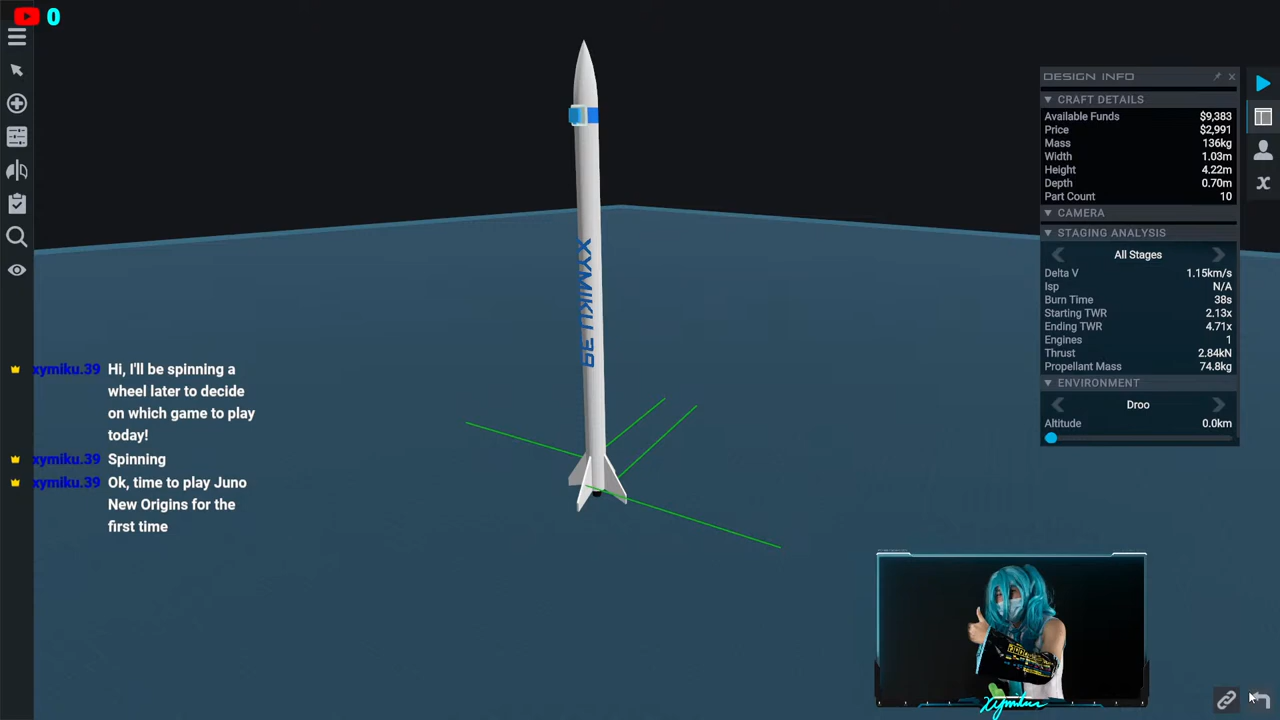 0
DESIGN INFO
CRAFT DETAILS
Available Funds $9,383
Price $2,991
Mass 136kg
Width 1.03m
Height 4.22m
Depth 0.70m
Part Count 10
CAMERA
STAGING ANALYSIS
All Stages
Delta V 1.15km/s
Isp N/A
Burn Time 38s
Starting TWR 2.13x
Ending TWR 4.71x
Engines 1
Thrust 2.84kN
Propellant Mass 74.8kg
ENVIRONMENT
Droo
Altitude 0.0km
XYMIKU.39
xymiku.39 Hi, I'll be spinning a
wheel later to decide
on which game to play
today!
xymiku.39 Spinning
xymiku.39 Ok, time to play Juno
New Origins for the
first time
xymiku